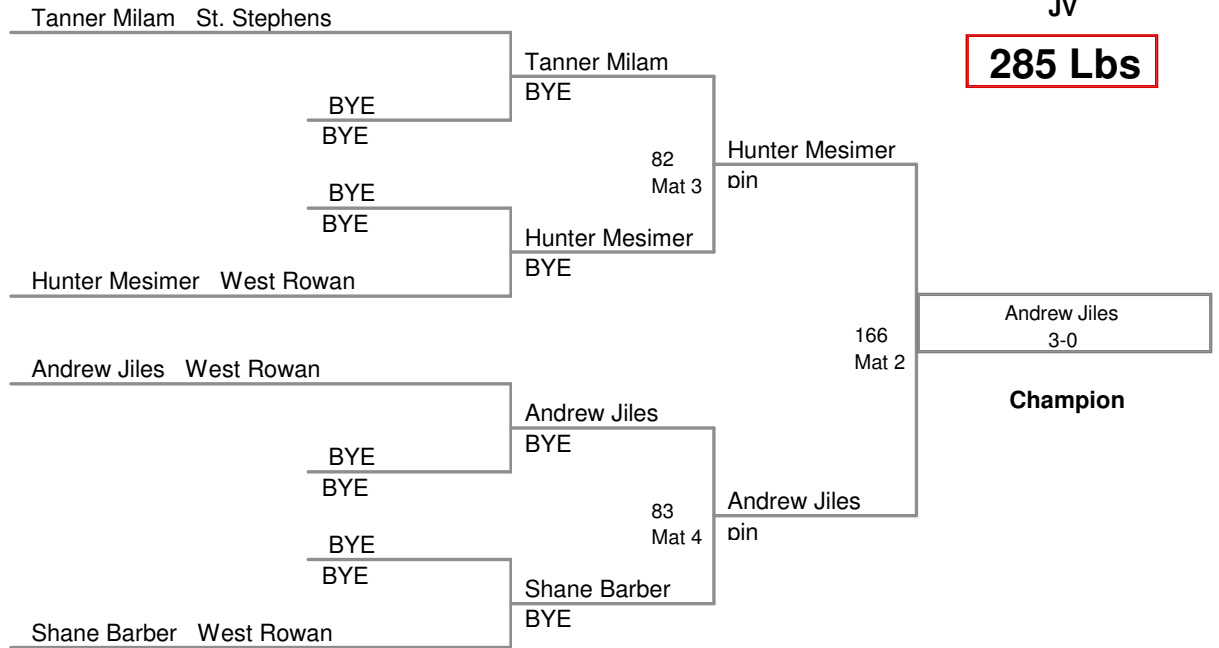 JV
285 Lbs
Tanner Milam St. Stephens
Tanner Milam
BYE
BYE
BYE
82
Mat 3
Hunter Mesimer
pin
BYE
BYE
Hunter Mesimer
BYE
Hunter Mesimer West Rowan
Andrew Jiles
3-0
166
Mat 2
Champion
Andrew Jiles West Rowan
Andrew Jiles
BYE
BYE
BYE
83
Mat 4
Andrew Jiles
pin
BYE
BYE
Shane Barber
BYE
Shane Barber West Rowan